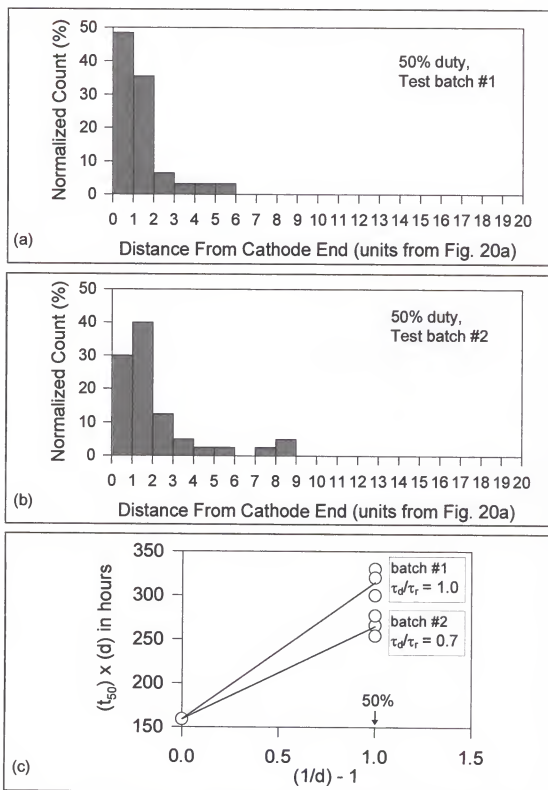 50
40
30
20
10
0
Normalized Count (%)
50% duty,
Test batch #1
0 1 2 3 4 5 6 7 8 9 10 11 12 13 14 15 16 17 18 19 20
(a)
Distance From Cathode End (units from Fig. 20a)
50
40
30
20
10
0
Normalized Count (%)
50% duty,
Test batch #2
0 1 2 3 4 5 6 7 8 9 10 11 12 13 14 15 16 17 18 19 20
(b)
Distance From Cathode End (units from Fig. 20a)
350
300
250
200
150
(t₅₀) x (d) in hours
batch #1
τd/τr = 1.0
batch #2
τd/τr = 0.7
50%
0.0 0.5 1.0 1.5
(c)
(1/d) - 1